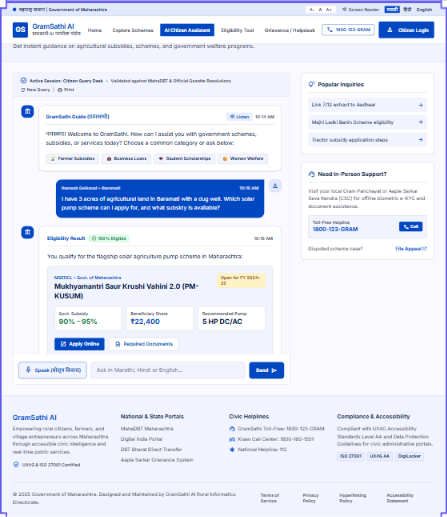 महाराष्ट्र शासन | Government of Maharashtra
A- A A+ Screen Reader मराठी हिंदी English
GS GramSathi AI
Home Explore Schemes AI Citizen Assistant Eligibility Tool Grievance / Helpdesk 1800-123-GRAM Citizen Login
Get instant guidance on agricultural subsidies, schemes, and government welfare programs.
Active Session: Citizen Query Desk • Validated against MahaDBT & Official Gazette Resolutions
New Query | Print
GramSathi Guide (ग्रामसाथी) Listen 10:14 AM
नमस्कार! Welcome to GramSathi. How can I assist you with government schemes,
subsidies, or services today? Choose a common category or ask below:
Farmer Subsidies Business Loans Student Scholarships Women Welfare
Baramati 10:15 AM
I have 3 acres of agricultural land in Baramati with a dug well. Which solar
pump scheme can I apply for, and what subsidy is available?
Eligibility Result 100% Eligible 10:15 AM
You qualify for the flagship solar agriculture pump scheme in Maharashtra:
MSEDCL • Govt. of Maharashtra
Mukhyamantri Saur Krushi Vahini 2.0 (PM-
KUSUM)
Open for FY 2024-
25
Govt. Subsidy
90% - 95%
Beneficiary Share
₹22,400
Recommended Pump
5 HP DC/AC
Apply Online Required Documents
Speak (बोलून विचारा) Ask in Marathi, Hindi or English... Send
Popular Inquiries
Link 7/12 extract to Aadhaar
Majhi Ladki Bahin Scheme eligibility
Tractor subsidy application steps
Need In-Person Support?
Visit your local Gram Panchayat or Aaple Sarkar
Seva Kendra (CSC) for offline biometric e-KYC and
document assistance.
Toll-Free Helpline
1800-123-GRAM
Call
Disputed scheme case? File Appeal
GramSathi AI
Empowering rural citizens, farmers, and
village entrepreneurs across Maharashtra
through accessible civic intelligence and
real-time public services.
UX4G & ISO 27001 Certified
National & State Portals
MahaDBT Maharashtra
Digital India Portal
DBT Bharat Direct Transfer
Aaple Sarkar Grievance System
Civic Helplines
GramSathi Toll-Free: 1800-123-GRAM
Kisan Call Center: 1800-180-1551
National Helpline: 112
Compliance & Accessibility
Compliant with UX4G Accessibility
Standards Level AA and Data Protection
Guidelines for civic administrative portals.
ISO 27001 UX4G AA DigiLocker
© 2025 Government of Maharashtra. Designed and Maintained by GramSathi AI Rural Informatics
Directorate.
Terms of
Service
Privacy
Policy
Hyperlinking
Policy
Accessibility
Statement